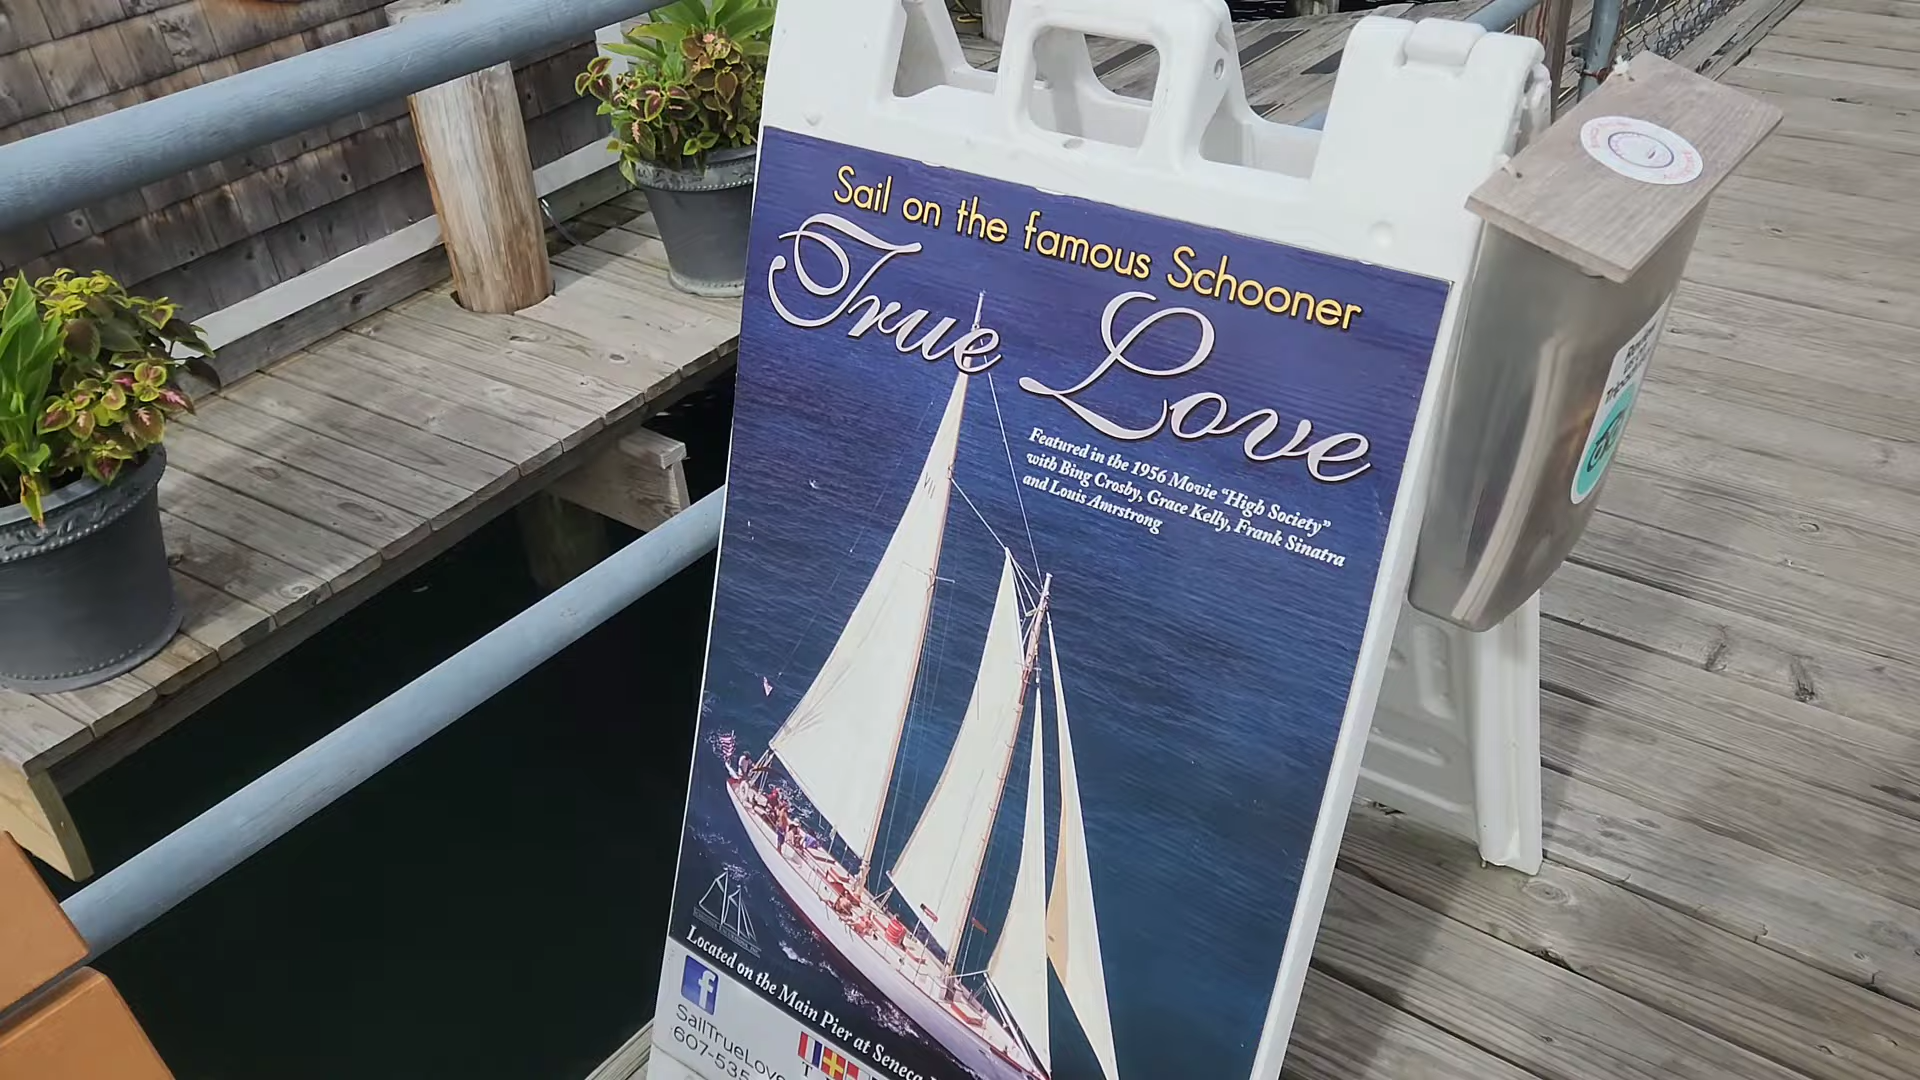 Sail on the famous Schooner
True Love
Featured in the 1956 Movie “High Society”
with Bing Crosby, Grace Kelly, Frank Sinatra
and Louis Amrstrong
VII
Located on the Main Pier at Seneca
f
SailTrueLove
607-535
T